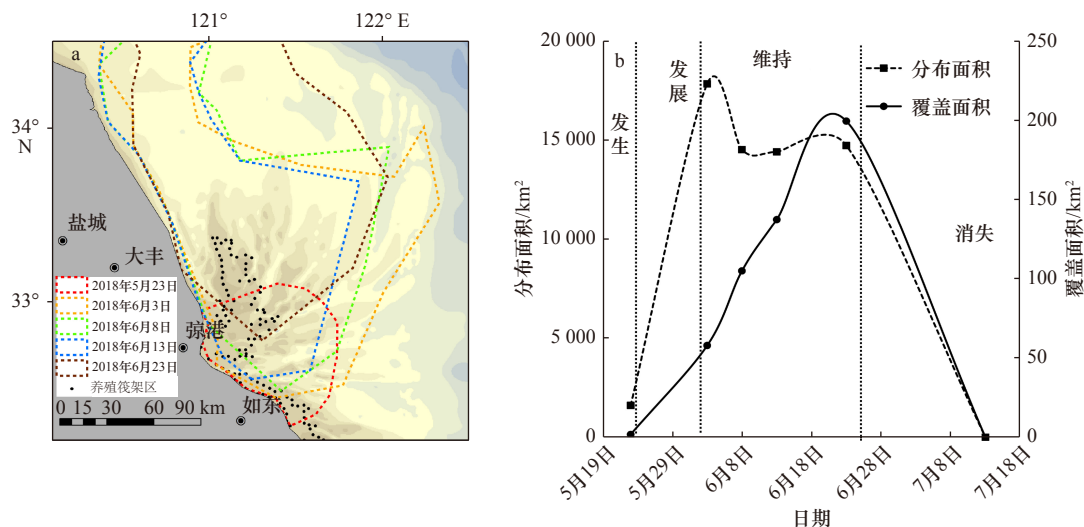 a
121°
122° E
34°
N
33°
盐城
大丰
弶港
如东
2018年5月23日
2018年6月3日
2018年6月8日
2018年6月13日
2018年6月23日
养殖筏架区
0 15 30 60 90 km
b
发生
发展
维持
消失
分布面积
覆盖面积
分布面积/km²
20 000
15 000
10 000
5 000
0
覆盖面积/km²
250
200
150
100
50
0
5月19日
5月29日
6月8日
6月18日
6月28日
7月8日
7月18日
日期